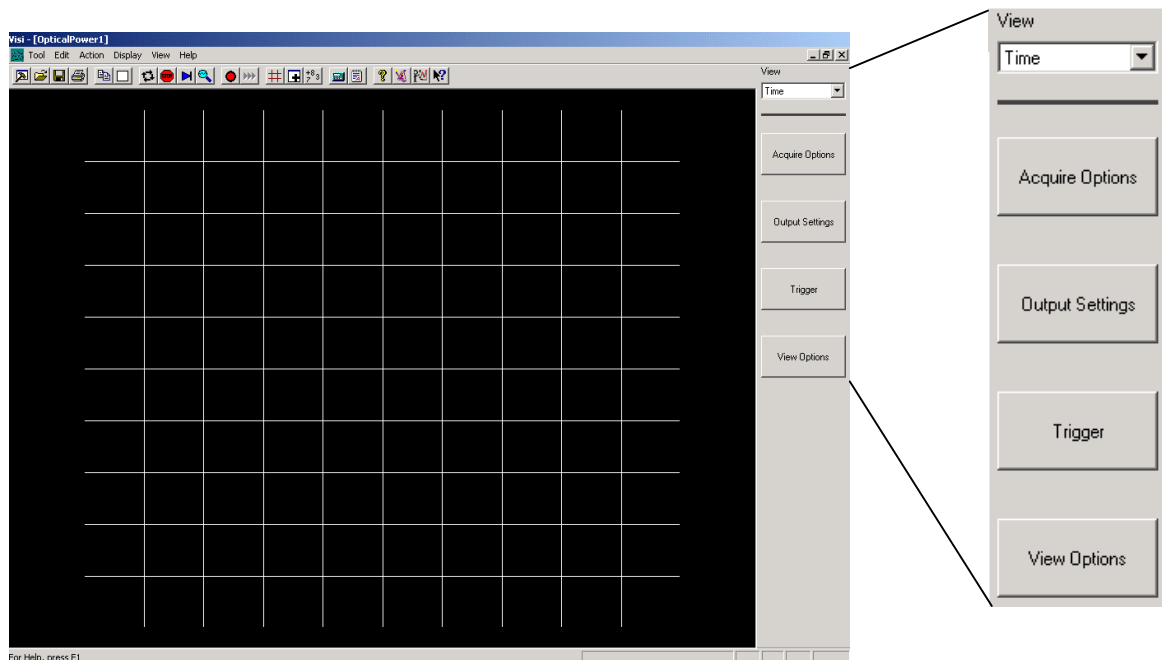 Visi - [OpticalPower1]
Tool Edit Action Display View Help
View
Time
Acquire Options
Output Settings
Trigger
View Options
For Help, press F1
View
Time
Acquire Options
Output Settings
Trigger
View Options